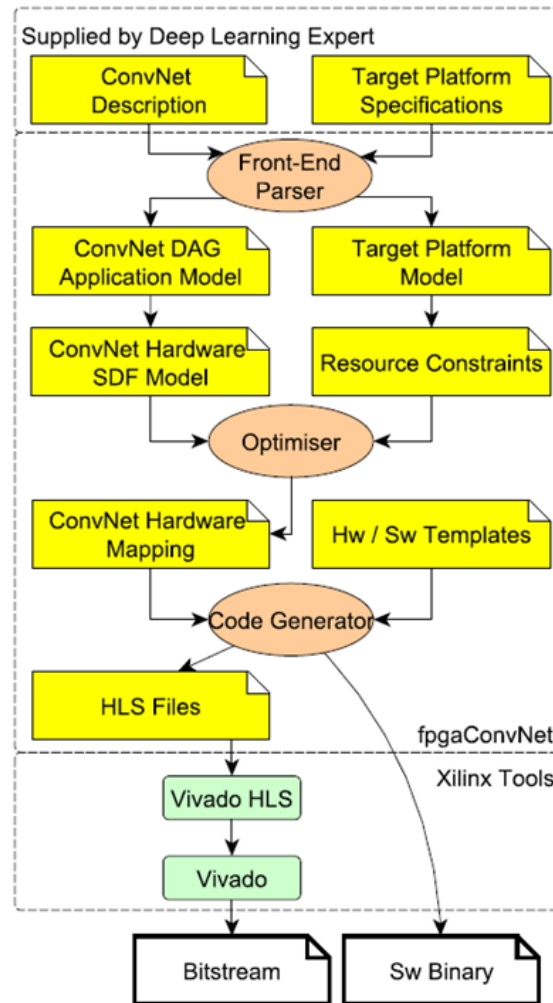 Supplied by Deep Learning Expert
ConvNet
Description
Target Platform
Specifications
Front-End
Parser
ConvNet DAG
Application Model
Target Platform
Model
ConvNet Hardware
SDF Model
Resource Constraints
Optimiser
ConvNet Hardware
Mapping
Hw / Sw Templates
Code Generator
HLS Files
fpgaConvNet
Xilinx Tools
Vivado HLS
Vivado
Bitstream
Sw Binary